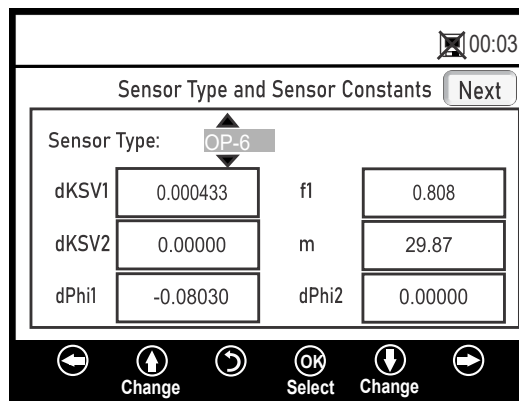 00:03
Sensor Type and Sensor Constants Next
Sensor Type: OP-6
dKSV1 0.000433 f1 0.808
dKSV2 0.00000 m 29.87
dPhi1 -0.08030 dPhi2 0.00000
OK
Change Select Change